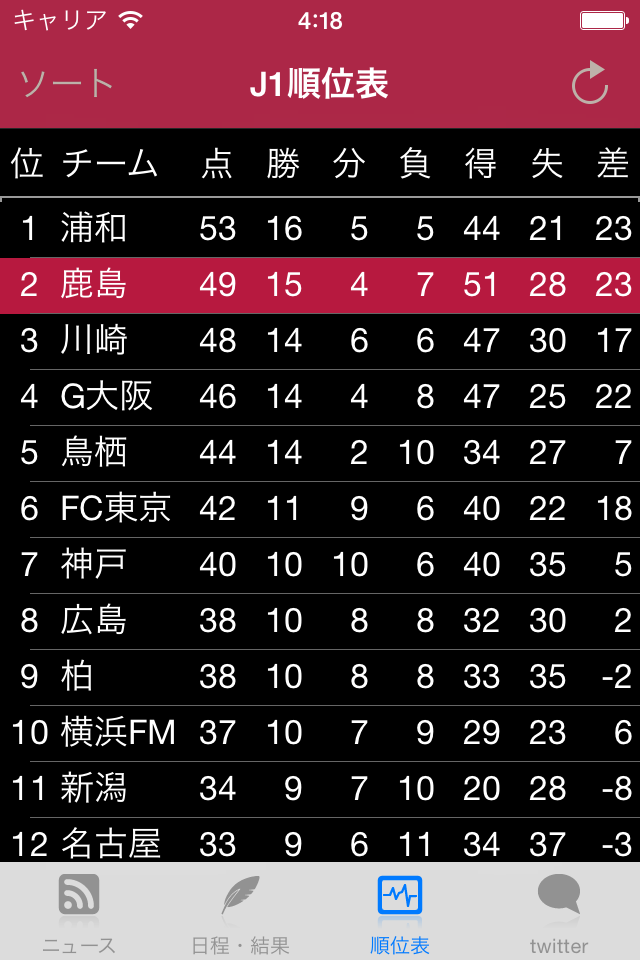 キャリア 4:18
ソート J1順位表
位 チーム 点 勝 分 負 得 失 差
1 浦和 53 16 5 5 44 21 23
2 鹿島 49 15 4 7 51 28 23
3 川崎 48 14 6 6 47 30 17
4 G大阪 46 14 4 8 47 25 22
5 鳥栖 44 14 2 10 34 27 7
6 FC東京 42 11 9 6 40 22 18
7 神戸 40 10 10 6 40 35 5
8 広島 38 10 8 8 32 30 2
9 柏 38 10 8 8 33 35 -2
10 横浜FM 37 10 7 9 29 23 6
11 新潟 34 9 7 10 20 28 -8
12 名古屋 33 9 6 11 34 37 -3
ニュース 日程・結果 順位表 twitter